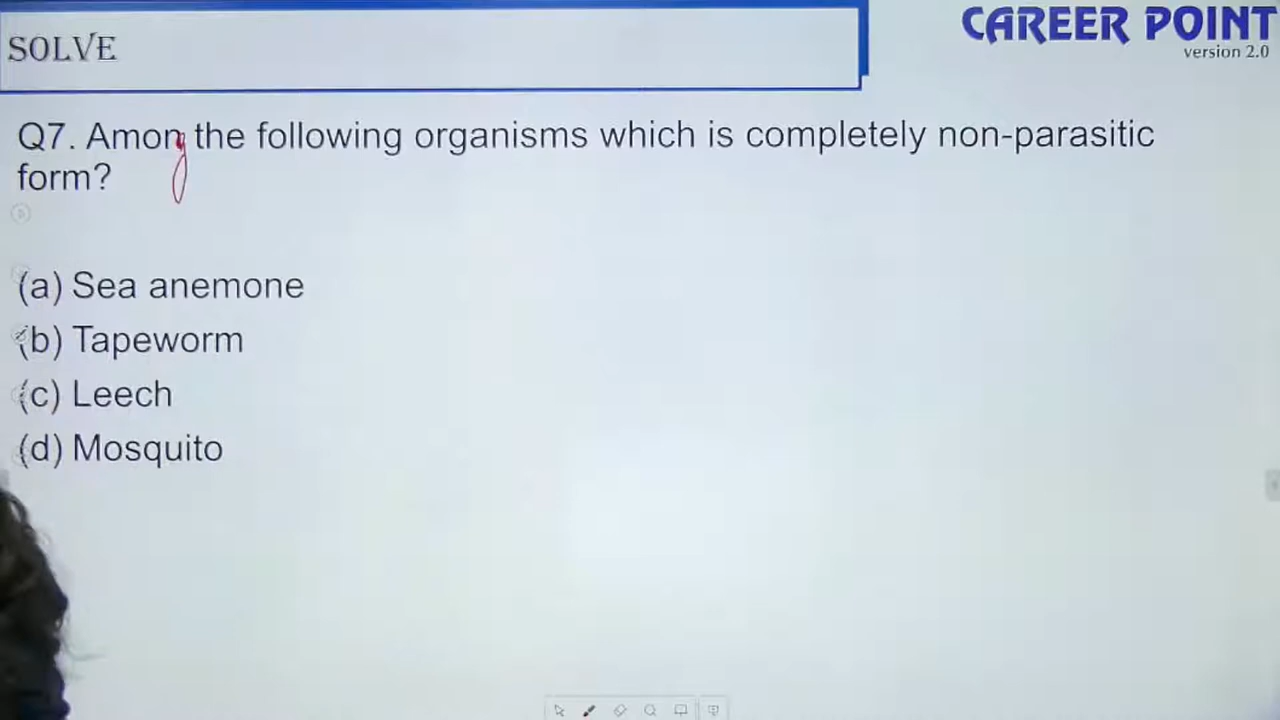 SOLVE
CAREER POINT
version 2.0
Q7. Among the following organisms which is completely non-parasitic
form?
(a) Sea anemone
(b) Tapeworm
(c) Leech
(d) Mosquito